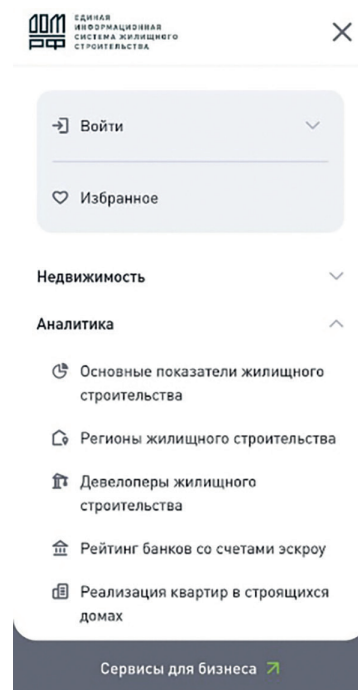 ДОМ
РФ
ЕДИНАЯ
ИНФОРМАЦИОННАЯ
СИСТЕМА ЖИЛИЩНОГО
СТРОИТЕЛЬСТВА
Войти
Избранное
Недвижимость
Аналитика
Основные показатели жилищного
строительства
Регионы жилищного строительства
Девелоперы жилищного
строительства
Рейтинг банков со счетами эскроу
Реализация квартир в строящихся
домах
Сервисы для бизнеса